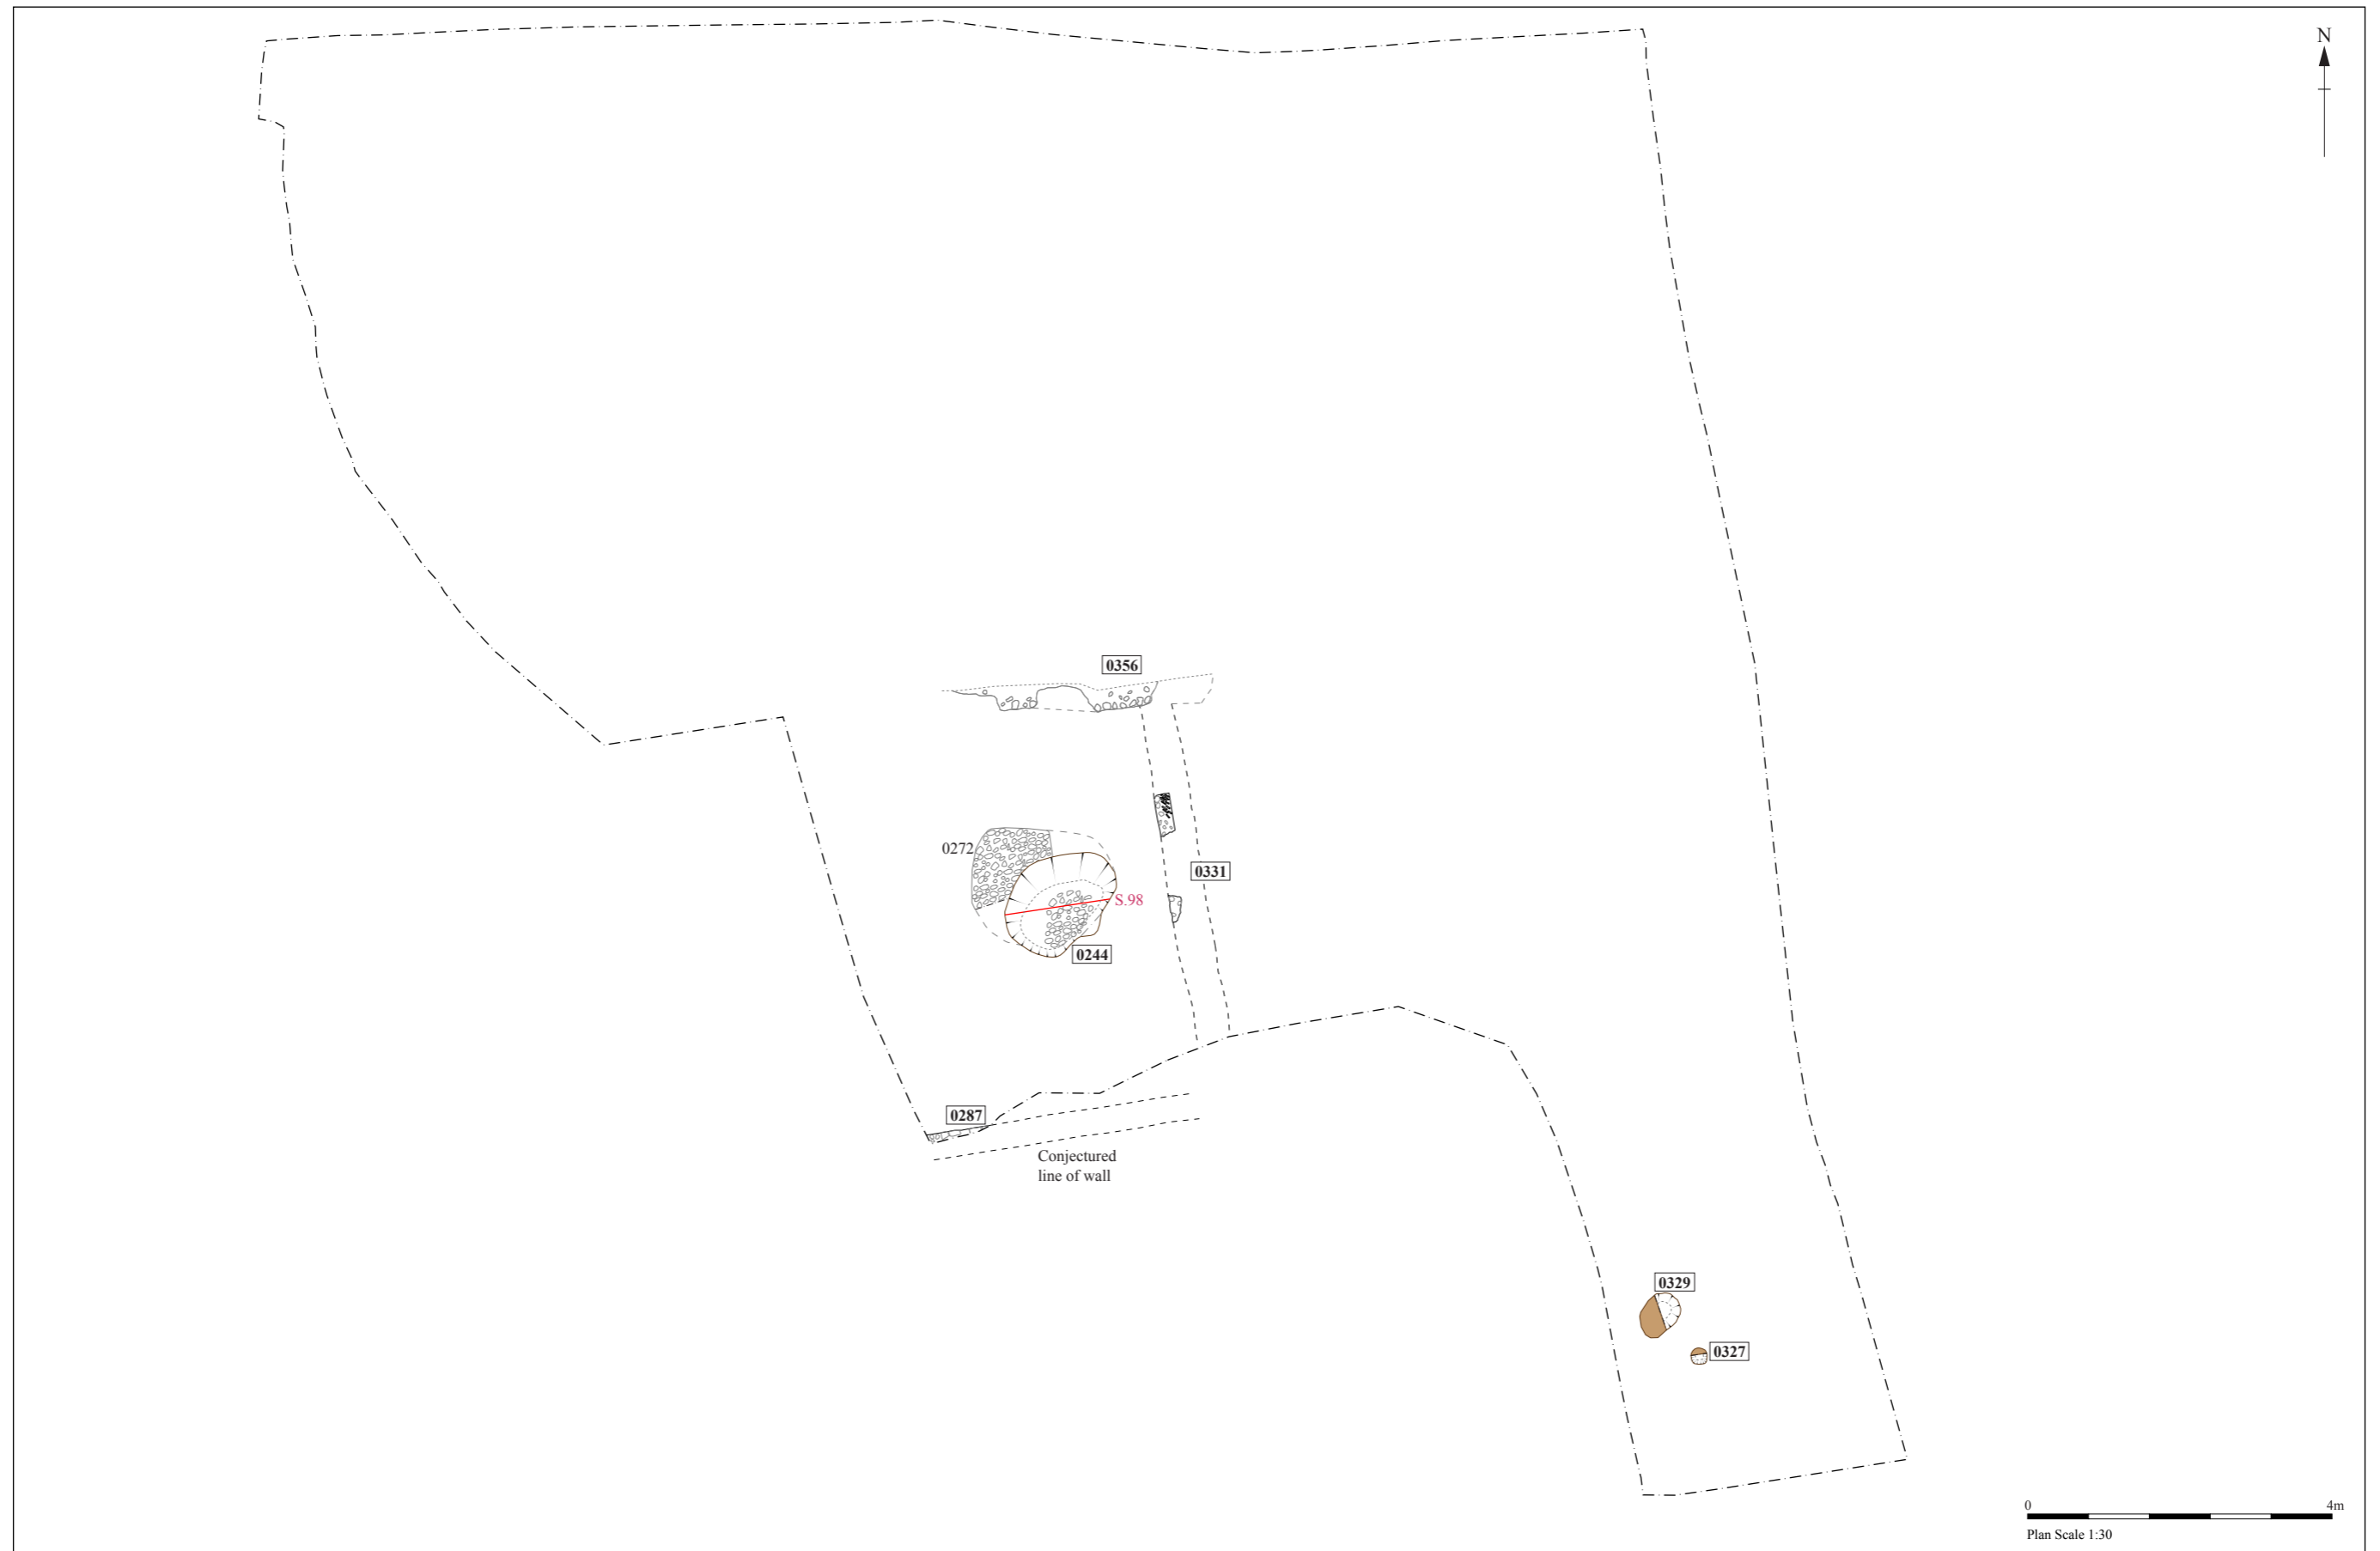 N
0356
0272
0331
S.98
0244
0287
Conjectured
line of wall
0329
0327
0 4m
Plan Scale 1:30